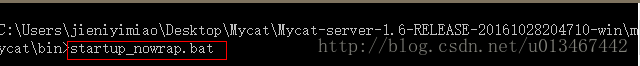 C:\Users\jieniyimiao\Desktop\Mycat\Mycat-server-1.6-RELEASE-20161028204710-win\m
ycat\bin>startup_nowrap.bat
http://blog.csdn.net/u013467442